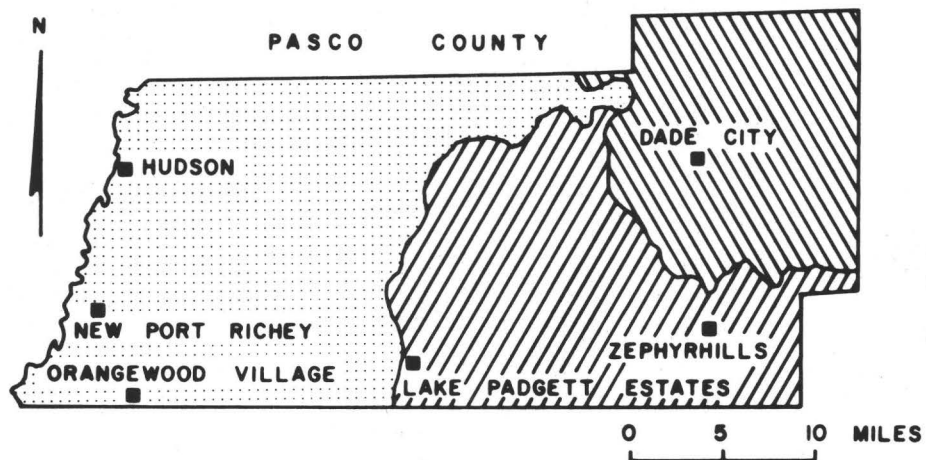 N
PASCO COUNTY
DADE CITY
HUDSON
NEW PORT RICHEY
ZEPHYRHILLS
ORANGEWOOD VILLAGE
LAKE PADGETT ESTATES
0 5 10 MILES